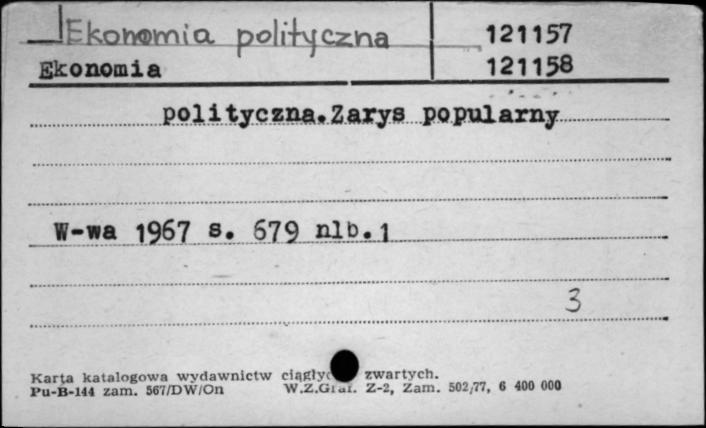 Ekonomia polityczna 121157
Ekonomia 121158
polityczna.Zarys popularny
W-wa 1967 s. 679 nlb.1
3
Karta katalogowa wydawnictw zwartych.
Pu-B-144 zam. 567/DW/On W.Z.Graf. Z-2, Zam. 502/77, 6 400 000